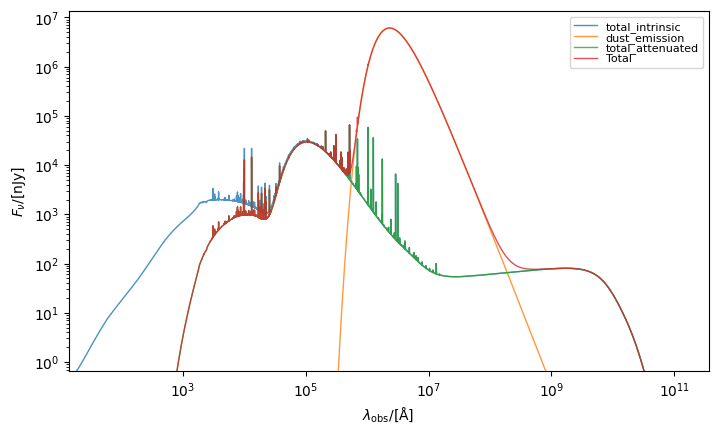 total_intrinsic
dust_emission
total_attenuated
Total
10^7
10^6
10^5
10^4
10^3
10^2
10^1
10^0
F_ν/[nJy]
10^3 10^5 10^7 10^9 10^11
λ_obs/[Å]